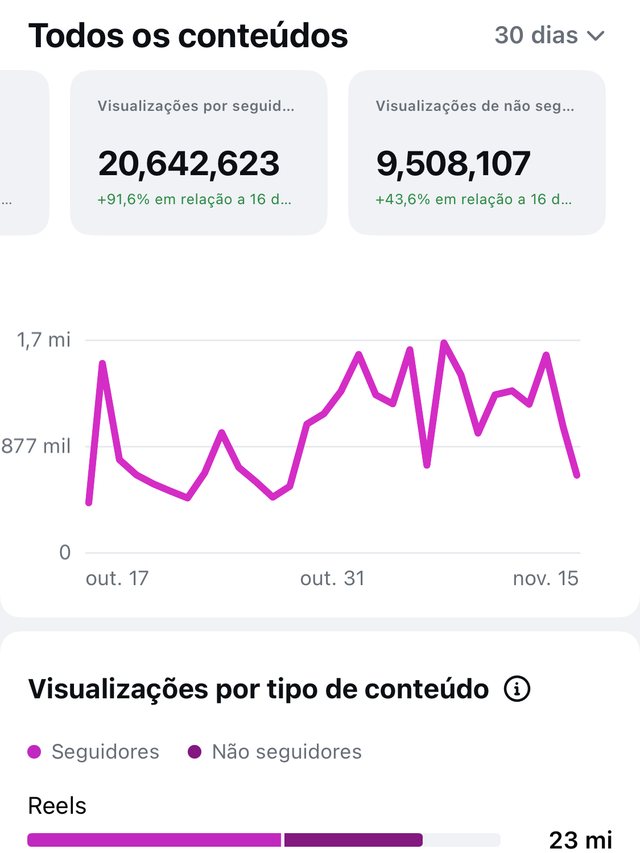 Todos os conteúdos
30 dias
...
Visualizações por seguid...
20,642,623
+91,6% em relação a 16 d...
Visualizações de não seg...
9,508,107
+43,6% em relação a 16 d...
1,7 mi
877 mil
0
out. 17
out. 31
nov. 15
Visualizações por tipo de conteúdo
Seguidores
Não seguidores
Reels
23 mi